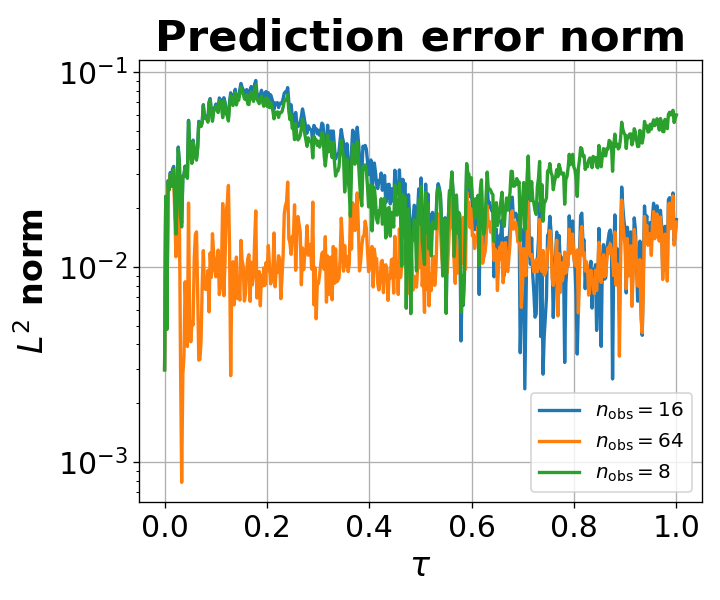 Prediction error norm
10⁻¹
10⁻²
10⁻³
L² norm
0.0 0.2 0.4 0.6 0.8 1.0
τ
n_obs = 16
n_obs = 64
n_obs = 8